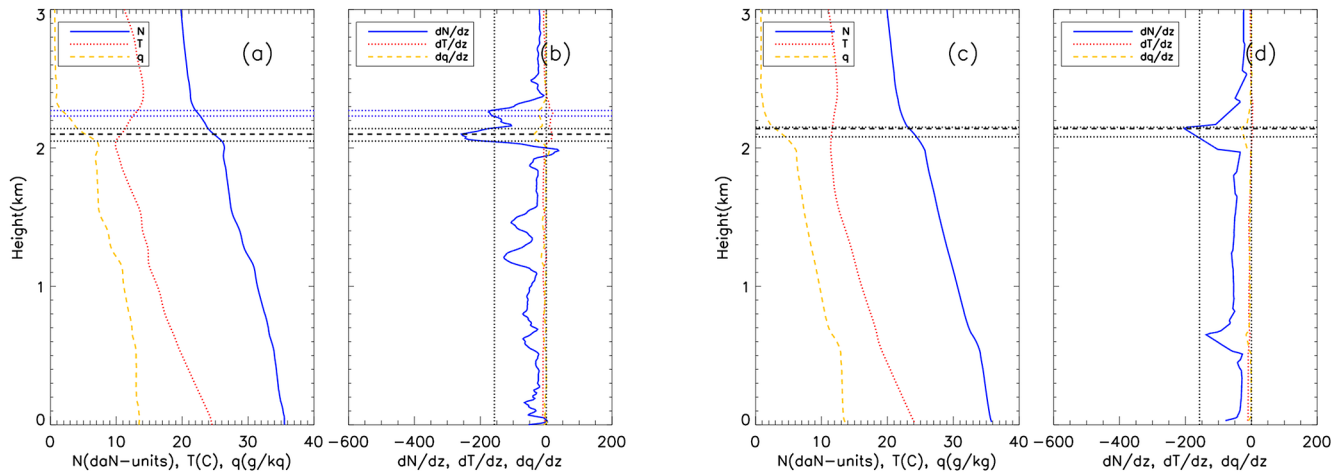 3
2
1
0
Height(km)
N
T
q
(a)
0 10 20 30 40
N(daN-units), T(C), q(g/kq)
dN/dz
dT/dz
dq/dz
(b)
-600 -400 -200 0 200
dN/dz, dT/dz, dq/dz
3
2
1
0
Height(km)
N
T
q
(c)
0 10 20 30 40
N(daN-units), T(C), q(g/kg)
dN/dz
dT/dz
dq/dz
(d)
-600 -400 -200 0 200
dN/dz, dT/dz, dq/dz